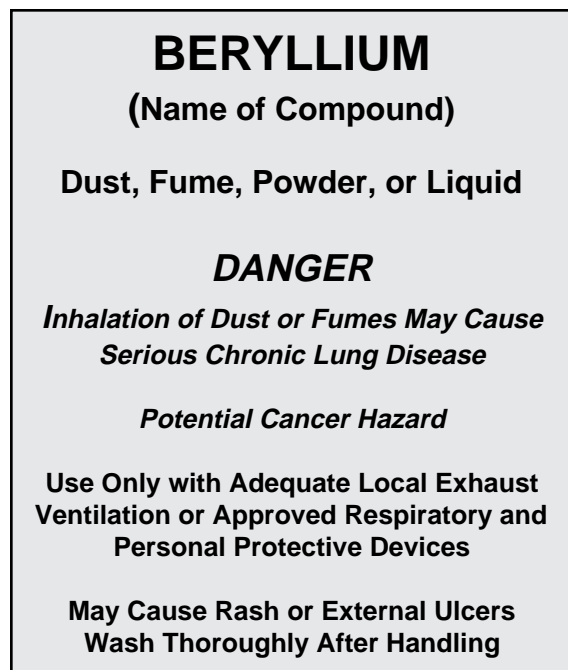 BERYLLIUM
(Name of Compound)
Dust, Fume, Powder, or Liquid
DANGER
Inhalation of Dust or Fumes May Cause
Serious Chronic Lung Disease
Potential Cancer Hazard
Use Only with Adequate Local Exhaust
Ventilation or Approved Respiratory and
Personal Protective Devices
May Cause Rash or External Ulcers
Wash Thoroughly After Handling